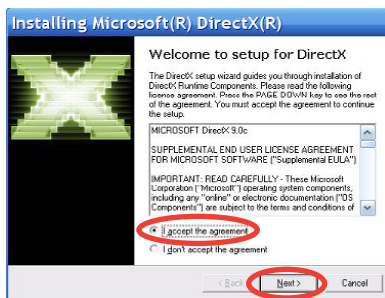 Installing Microsoft(R) DirectX(R)
Welcome to setup for DirectX
The DirectX setup wizard guides you through installation of
DirectX Runtime Components. Please read the following
license agreement. Press the PAGE DOWN key to see the rest
of the agreement. You must accept the agreement to continue
the setup.
MICROSOFT DirectX 9.0c
SUPPLEMENTAL END USER LICENSE AGREEMENT
FOR MICROSOFT SOFTWARE ("Supplemental EULA")
IMPORTANT: READ CAREFULLY - These Microsoft
Corporation ("Microsoft") operating system components,
including any "online" or electronic documentation ("OS
Components") are subject to the terms and conditions of
I accept the agreement
I don't accept the agreement
< Back
Next >
Cancel